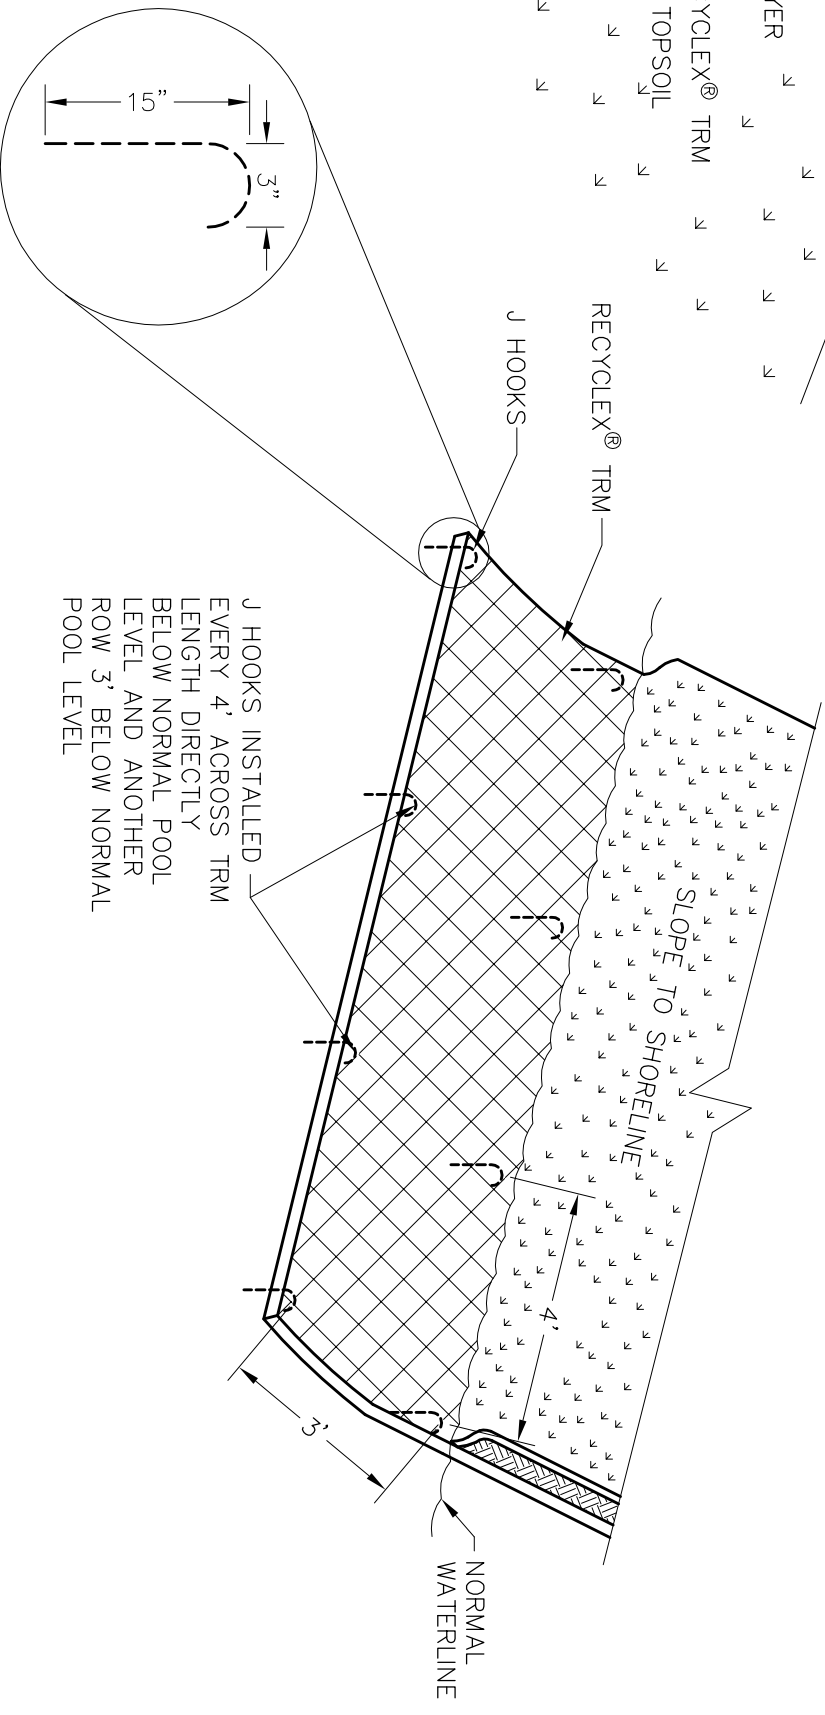 YER
YCLEX® TRM
TOPSOIL
RECYCLEX® TRM
J HOOKS
15”
3”
SLOPE TO SHORELINE
4’
3’
NORMAL
WATERLINE
J HOOKS INSTALLED
EVERY 4’ ACROSS TRM
LENGTH DIRECTLY
BELOW NORMAL POOL
LEVEL AND ANOTHER
ROW 3’ BELOW NORMAL
POOL LEVEL